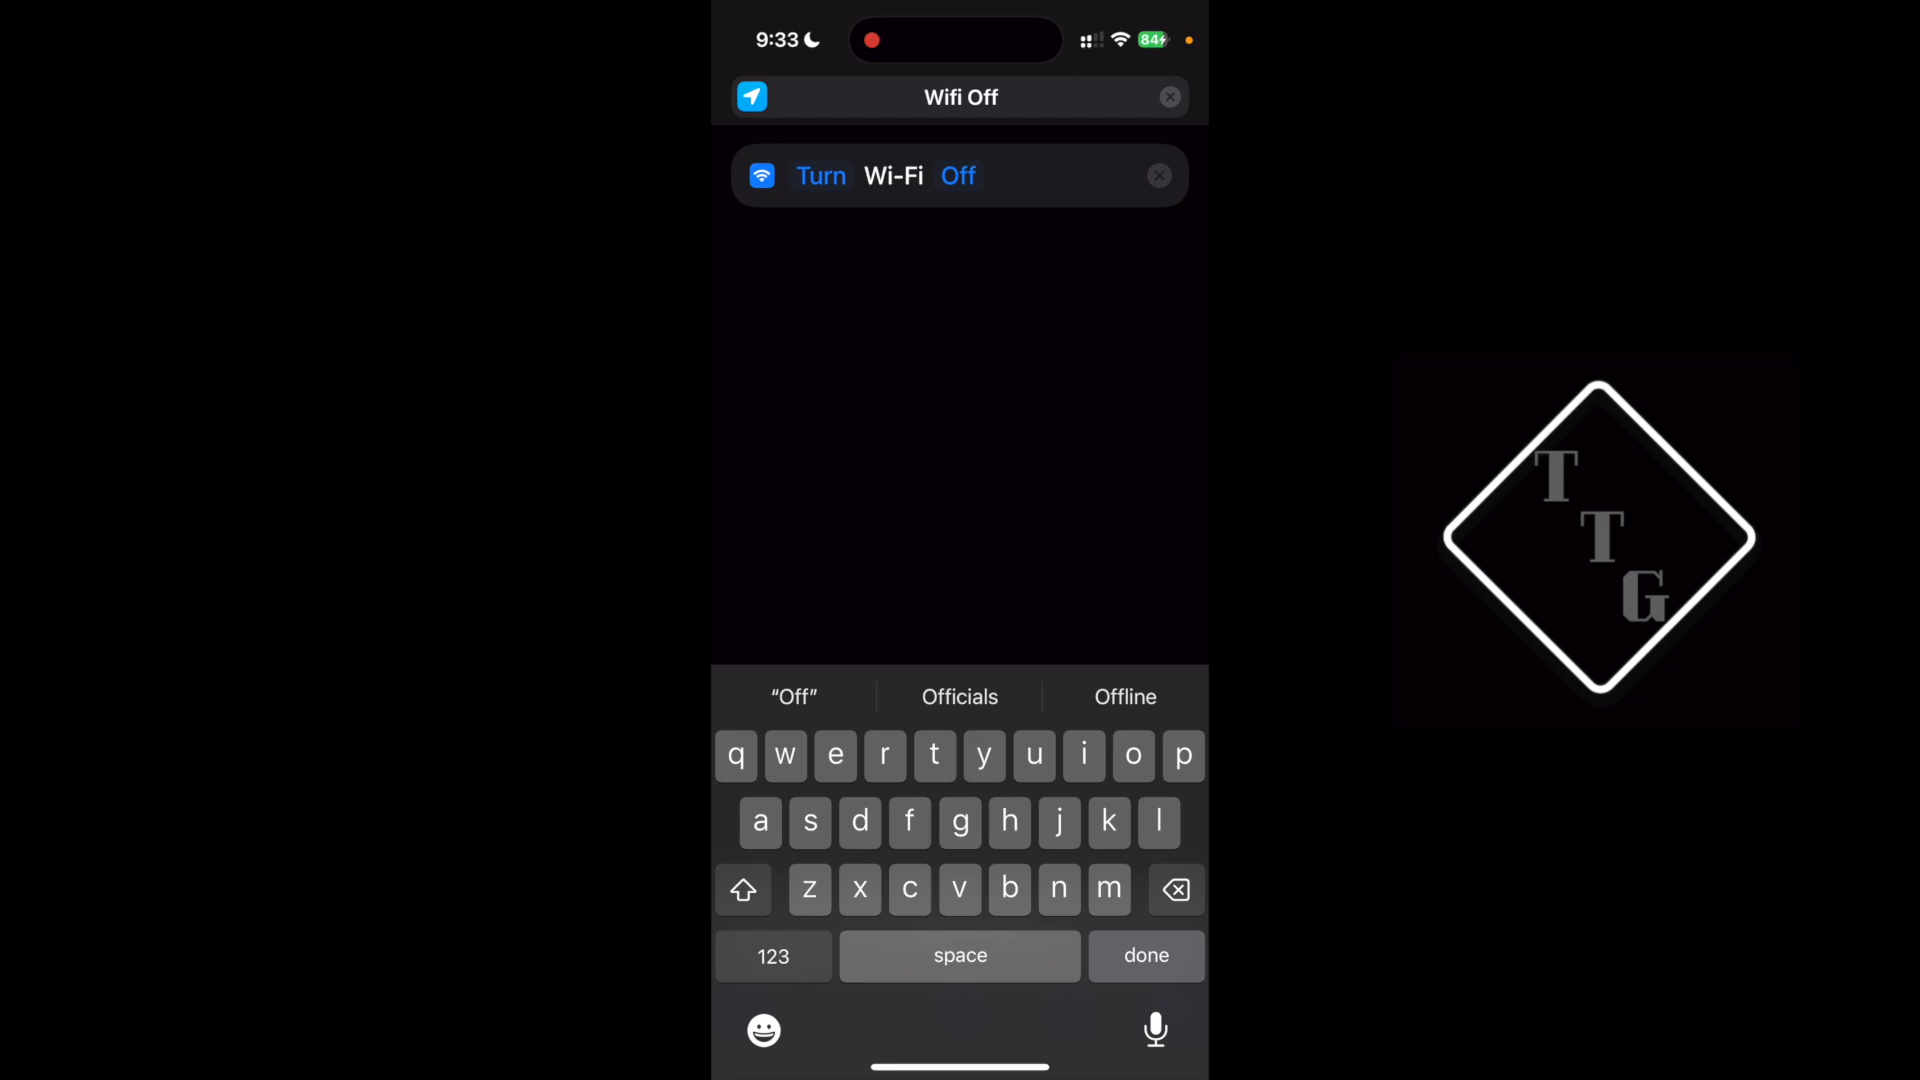 9:33
84
Wifi Off
Turn Wi-Fi Off
“Off” Officials Offline
q w e r t y u i o p
a s d f g h j k l
z x c v b n m
123 space done
T
T
G